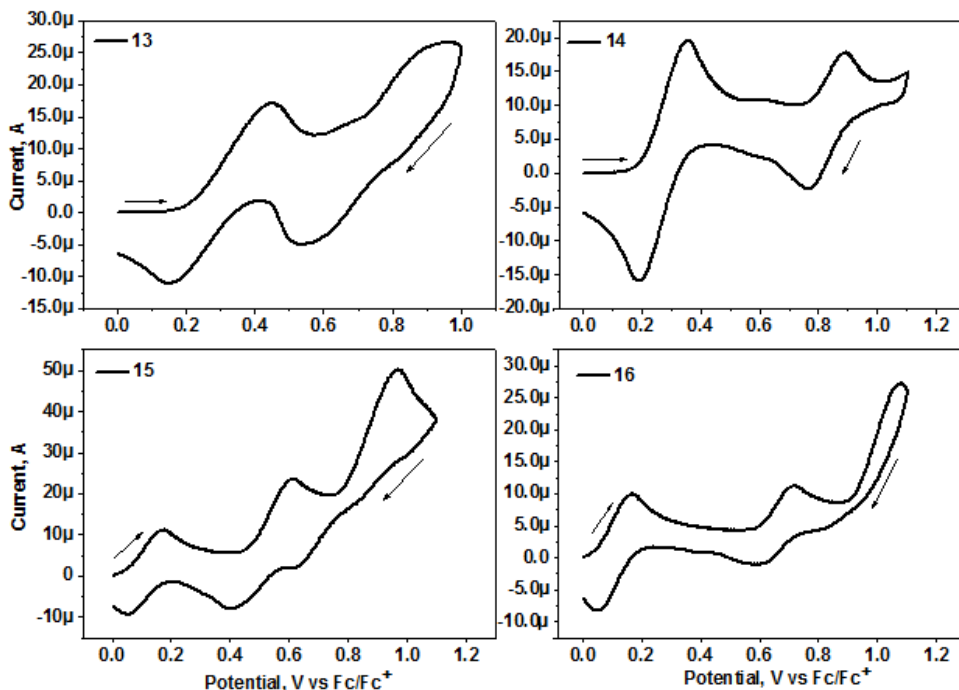 30.0µ
25.0µ
20.0µ
15.0µ
10.0µ
5.0µ
0.0
-5.0µ
-10.0µ
-15.0µ
Current, A
13
0.0 0.2 0.4 0.6 0.8 1.0
20.0µ
15.0µ
10.0µ
5.0µ
0.0
-5.0µ
-10.0µ
-15.0µ
-20.0µ
14
0.0 0.2 0.4 0.6 0.8 1.0 1.2
50µ
40µ
30µ
20µ
10µ
0
-10µ
Current, A
15
0.0 0.2 0.4 0.6 0.8 1.0 1.2
Potential, V vs Fc/Fc+
30.0µ
25.0µ
20.0µ
15.0µ
10.0µ
5.0µ
0.0
-5.0µ
-10.0µ
16
0.0 0.2 0.4 0.6 0.8 1.0 1.2
Potential, V vs Fc/Fc+